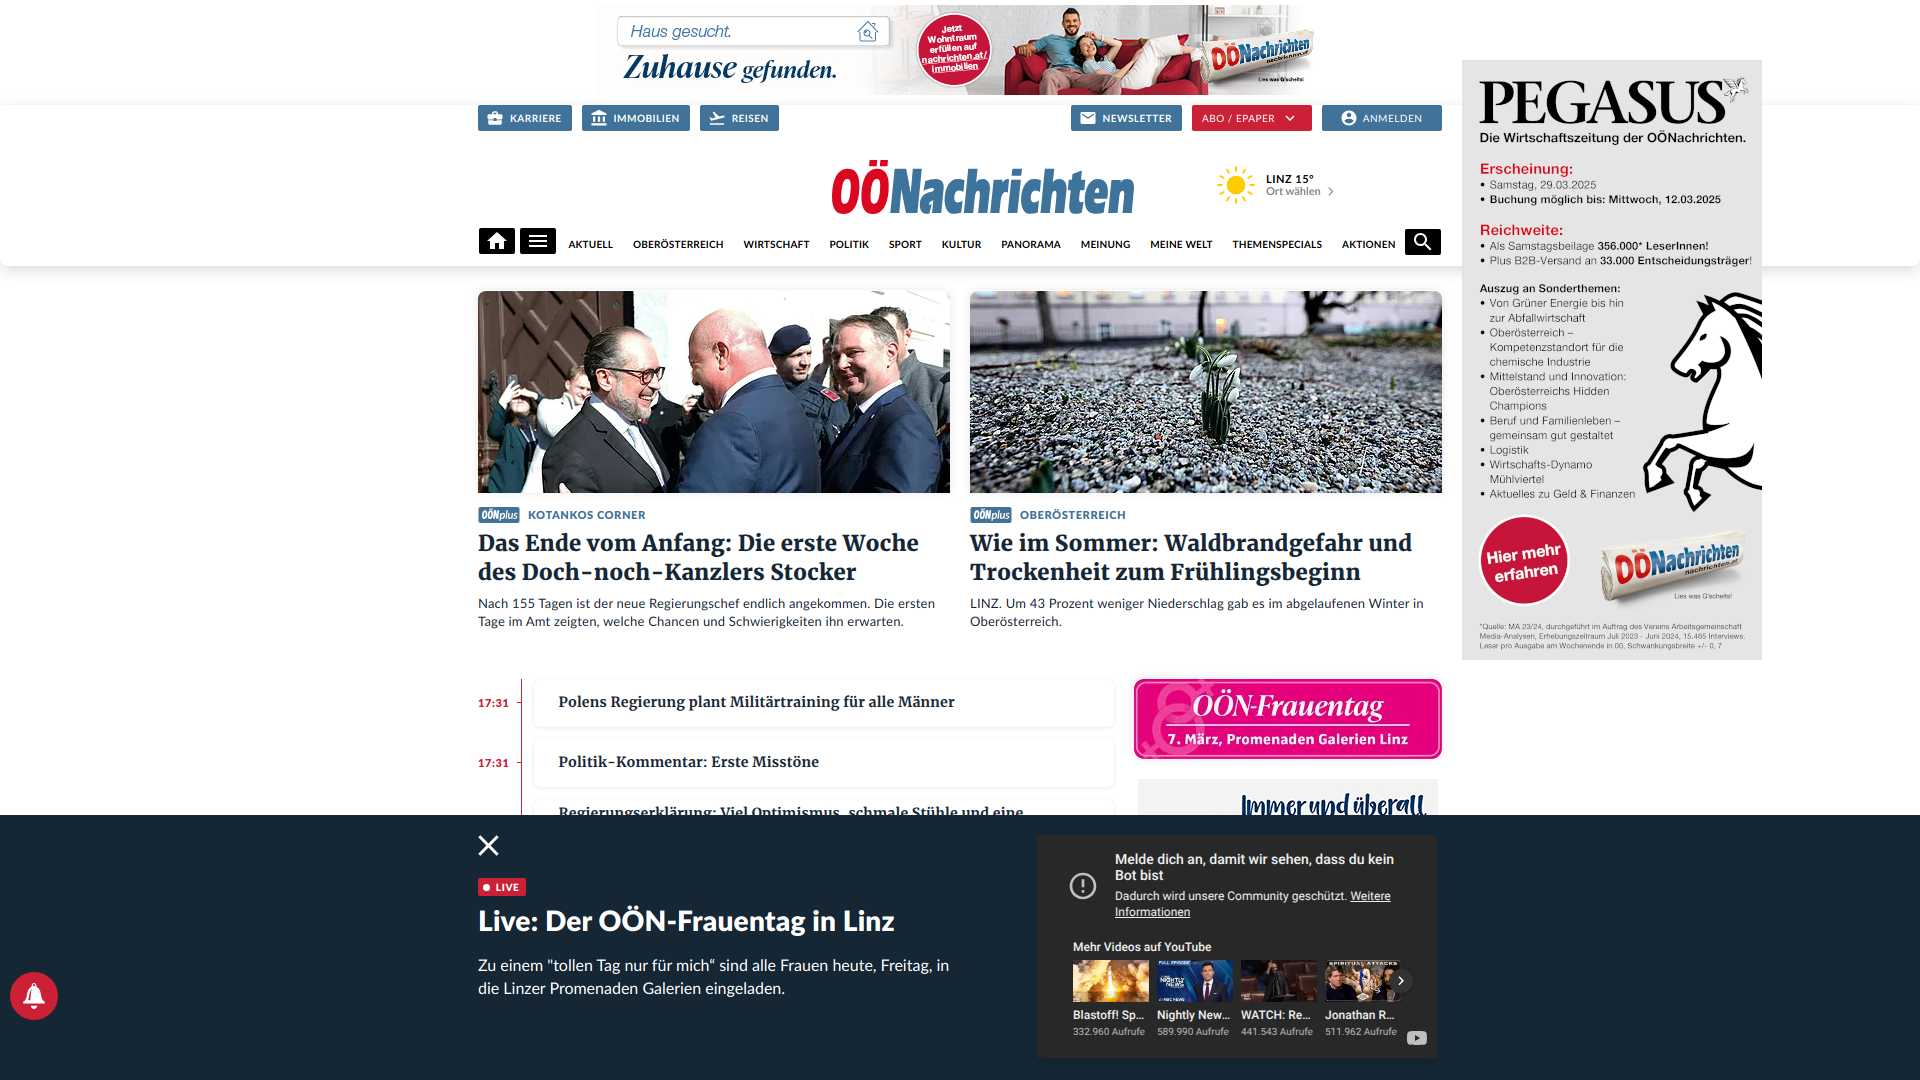 Haus gesucht.
Zuhause gefunden.
Jetzt
Wohntraum
erfüllen auf
nachrichten.at/
immobilien
OÖNachrichten
Lies was G'scheits!
KARRIERE
IMMOBILIEN
REISEN
NEWSLETTER
ABO / EPAPER
ANMELDEN
OÖNachrichten
LINZ 15°
Ort wählen
AKTUELL
OBERÖSTERREICH
WIRTSCHAFT
POLITIK
SPORT
KULTUR
PANORAMA
MEINUNG
MEINE WELT
THEMENSPECIALS
AKTIONEN
PEGASUS
Die Wirtschaftszeitung der OÖNachrichten.
Erscheinung:
• Samstag, 29.03.2025
• Buchung möglich bis: Mittwoch, 12.03.2025
Reichweite:
• Als Samstagsbeilage 356.000* LeserInnen!
• Plus B2B-Versand an 33.000 Entscheidungsträger!
Auszug an Sonderthemen:
• Von Grüner Energie bis hin
zur Abfallwirtschaft
• Oberösterreich –
Kompetenzstandort für die
chemische Industrie
• Mittelstand und Innovation:
Oberösterreichs Hidden
Champions
• Beruf und Familienleben –
gemeinsam gut gestaltet
• Logistik
• Wirtschafts-Dynamo
Mühlviertel
• Aktuelles zu Geld & Finanzen
Hier mehr
erfahren
OÖNachrichten
nachrichten.at
Lies was G'scheits!
*Quelle: MA 23/24, durchgeführt im Auftrag des Vereins Arbeitsgemeinschaft
Media-Analysen, Erhebungszeitraum Juli 2023 - Juni 2024, 15.465 Interviews.
Leser pro Ausgabe am Wochenende in OÖ, Schwankungsbreite +/- 0, 7
OÖNplus KOTANKOS CORNER
Das Ende vom Anfang: Die erste Woche
des Doch-noch-Kanzlers Stocker
Nach 155 Tagen ist der neue Regierungschef endlich angekommen. Die ersten
Tage im Amt zeigten, welche Chancen und Schwierigkeiten ihn erwarten.
OÖNplus OBERÖSTERREICH
Wie im Sommer: Waldbrandgefahr und
Trockenheit zum Frühlingsbeginn
LINZ. Um 43 Prozent weniger Niederschlag gab es im abgelaufenen Winter in
Oberösterreich.
17:31 Polens Regierung plant Militärtraining für alle Männer
17:31 Politik-Kommentar: Erste Misstöne
Regierungserklärung: Viel Optimismus, schmale Stühle und eine
OÖN-Frauentag
7. März, Promenaden Galerien Linz
Immer und überall
LIVE
Live: Der OÖN-Frauentag in Linz
Zu einem "tollen Tag nur für mich“ sind alle Frauen heute, Freitag, in
die Linzer Promenaden Galerien eingeladen.
Melde dich an, damit wir sehen, dass du kein
Bot bist
Dadurch wird unsere Community geschützt. Weitere
Informationen
Mehr Videos auf YouTube
FULL EPISODE
NIGHTLY
NEWS
SPIRITUAL ATTACKS
Blastoff! Sp...
332.960 Aufrufe
Nightly New...
589.990 Aufrufe
WATCH: Re...
441.543 Aufrufe
Jonathan R...
511.962 Aufrufe